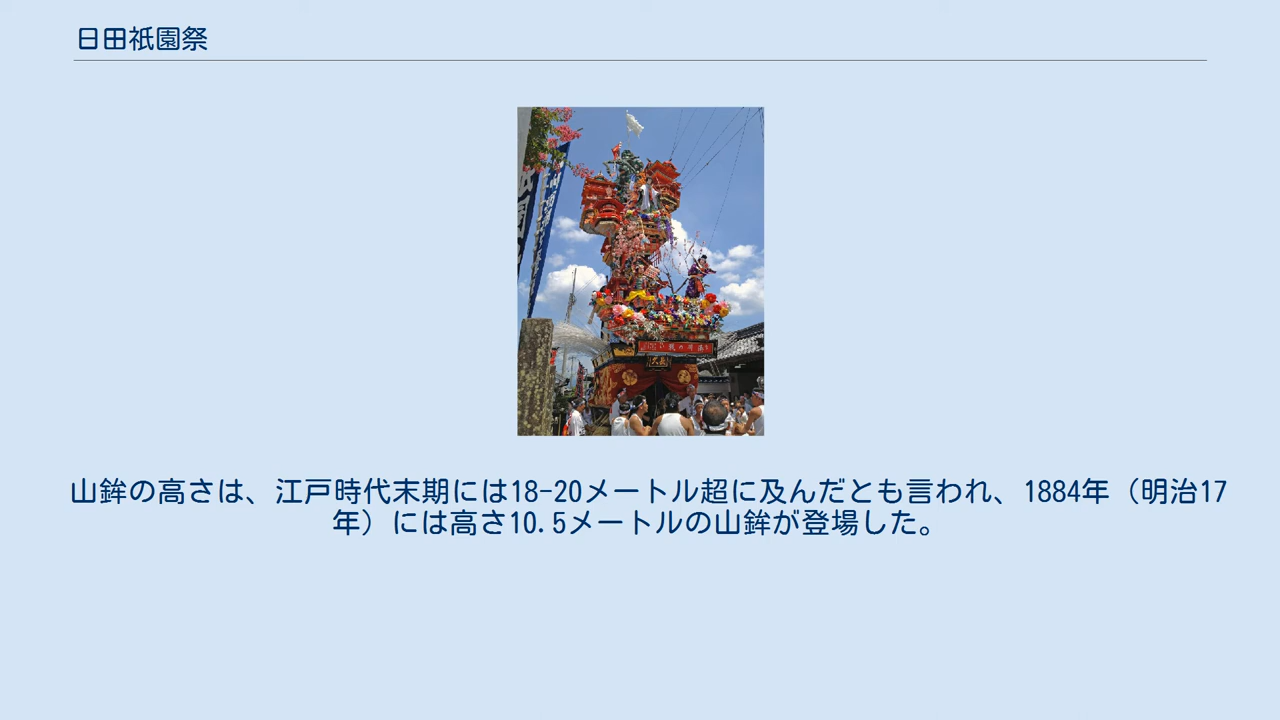 日田祇園祭
山鉾の高さは、江戸時代末期には18-20メートル超に及んだとも言われ、1884年（明治17
年）には高さ10.5メートルの山鉾が登場した。